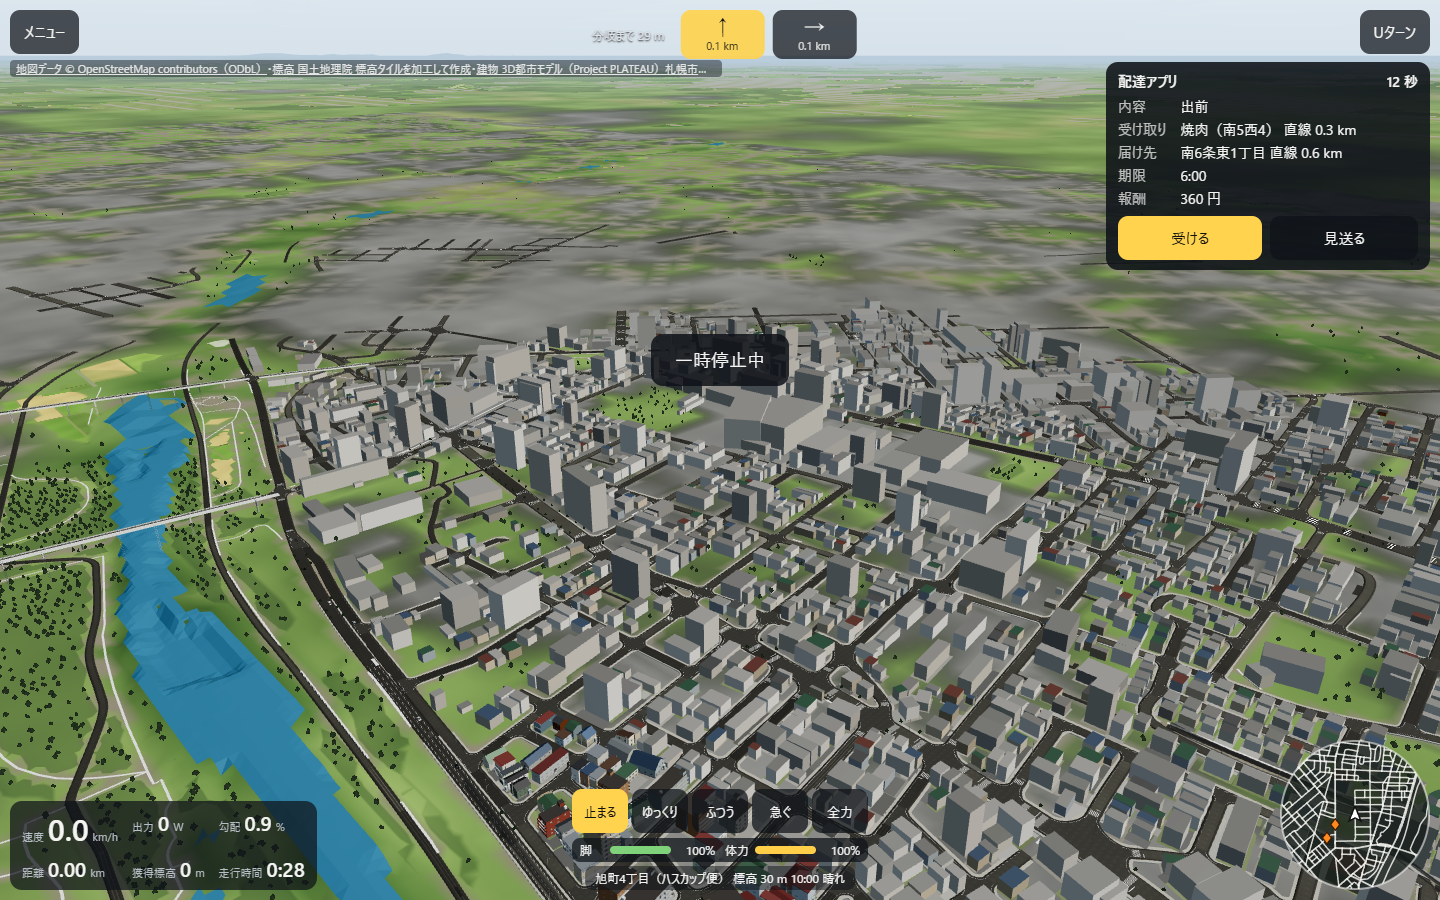 メニュー
分岐まで 29 m
↑
0.1 km
→
0.1 km
Uターン
地図データ © OpenStreetMap contributors（ODbL）・標高 国土地理院 標高タイルを加工して作成・建物 3D都市モデル（Project PLATEAU）札幌市...
配達アプリ 12 秒
内容 出前
受け取り 焼肉（南5西4） 直線 0.3 km
届け先 南6条東1丁目 直線 0.6 km
期限 6:00
報酬 360 円
受ける 見送る
一時停止中
速度 0.0 km/h 出力 0 W 勾配 0.9 %
距離 0.00 km 獲得標高 0 m 走行時間 0:28
止まる ゆっくり ふつう 急ぐ 全力
脚 100% 体力 100%
旭町4丁目（ハスカップ便） 標高 30 m 10:00 晴れ